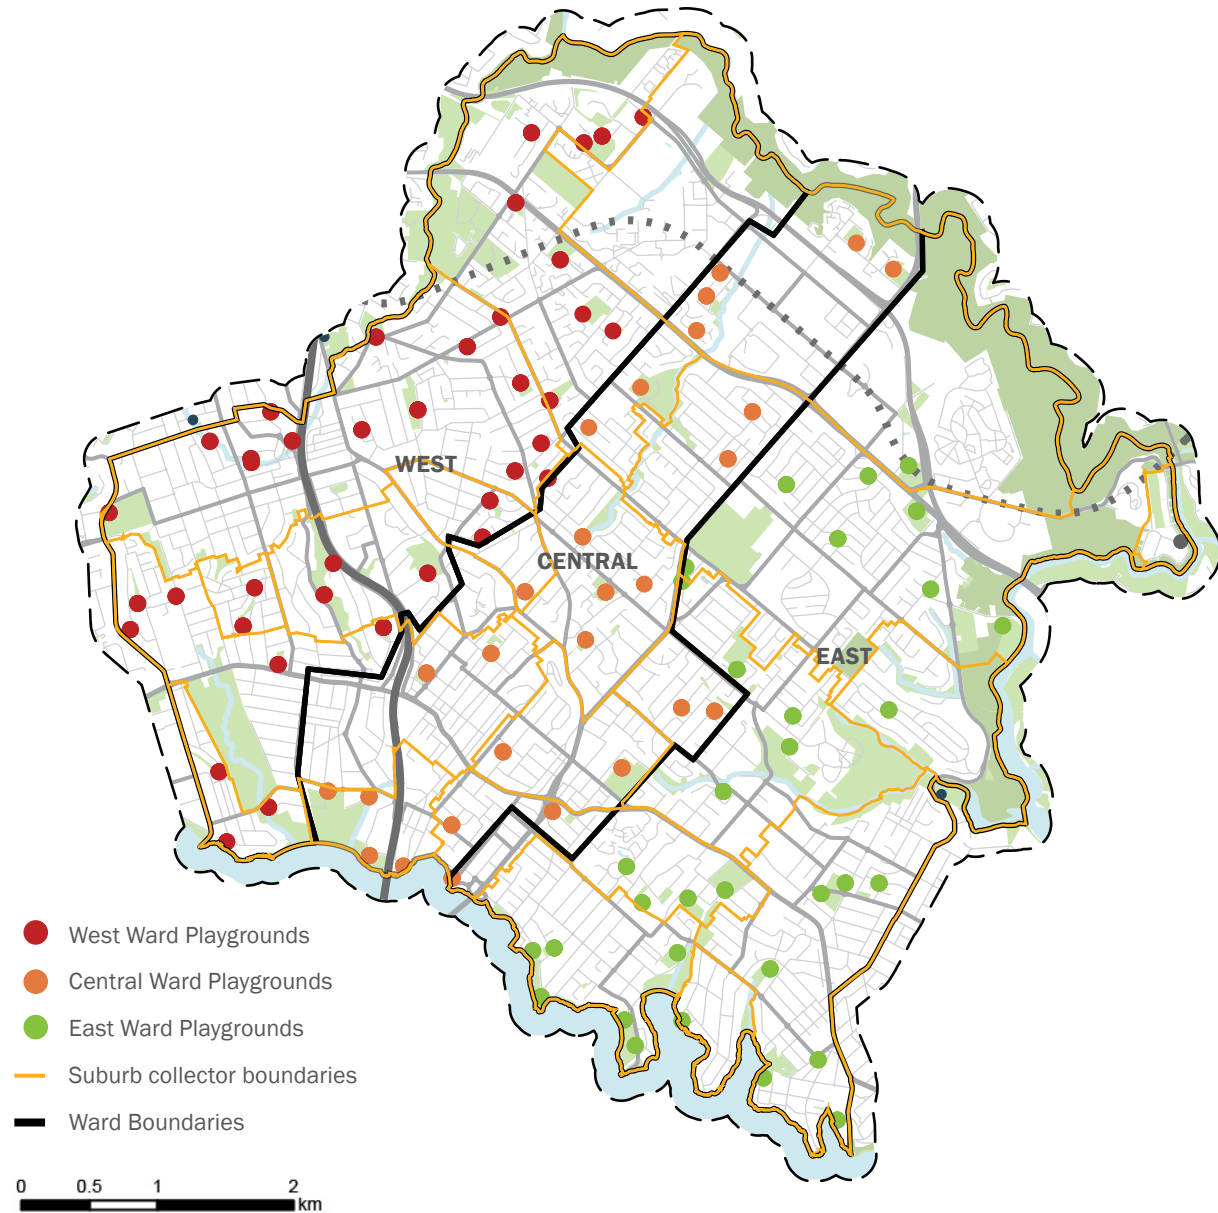 WEST
CENTRAL
EAST
West Ward Playgrounds
Central Ward Playgrounds
East Ward Playgrounds
Suburb collector boundaries
Ward Boundaries
0 0.5 1 2
km